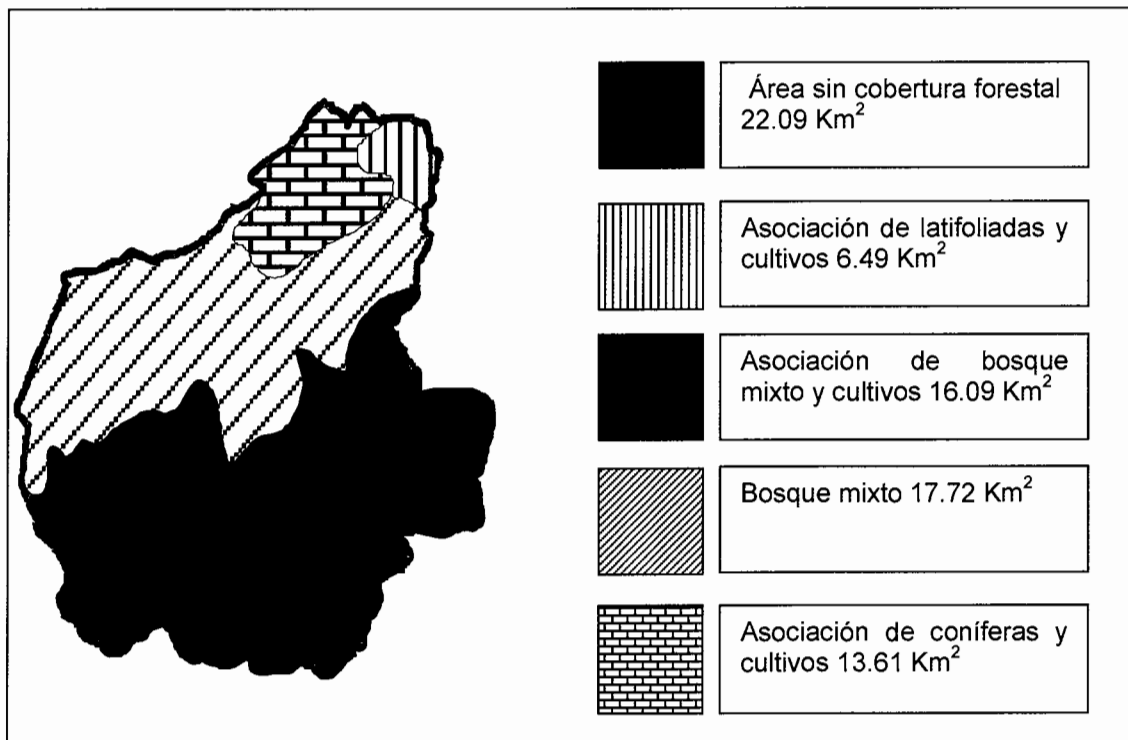 Área sin cobertura forestal
22.09 Km²
Asociación de latifoliadas y
cultivos 6.49 Km²
Asociación de bosque
mixto y cultivos 16.09 Km²
Bosque mixto 17.72 Km²
Asociación de coníferas y
cultivos 13.61 Km²